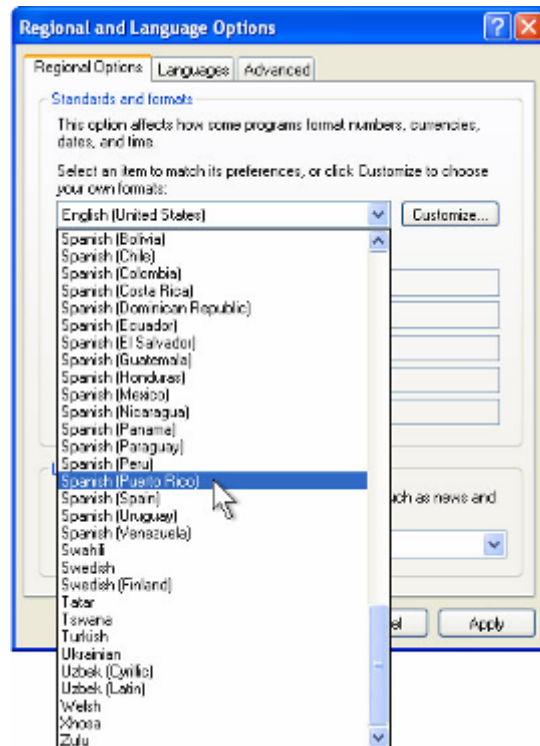 Regional and Language Options
Regional Options Languages Advanced
Standards and formats
This option affects how some programs format numbers, currencies,
dates, and time.
Select an item to match its preferences, or click Customize to choose
your own formats:
English (United States)
Customize...
Spanish (Bolivia)
Spanish (Chile)
Spanish (Colombia)
Spanish (Costa Rica)
Spanish (Dominican Republic)
Spanish (Ecuador)
Spanish (El Salvador)
Spanish (Guatemala)
Spanish (Honduras)
Spanish (Mexico)
Spanish (Nicaragua)
Spanish (Panama)
Spanish (Paraguay)
Spanish (Peru)
Spanish (Puerto Rico)
Spanish (Spain)
Spanish (Uruguay)
Spanish (Venezuela)
Swahili
Swedish
Swedish (Finland)
Tatar
Tswana
Turkish
Ukrainian
Uzbek (Cyrillic)
Uzbek (Latin)
Welsh
Xhosa
Zulu
as news and
Apply